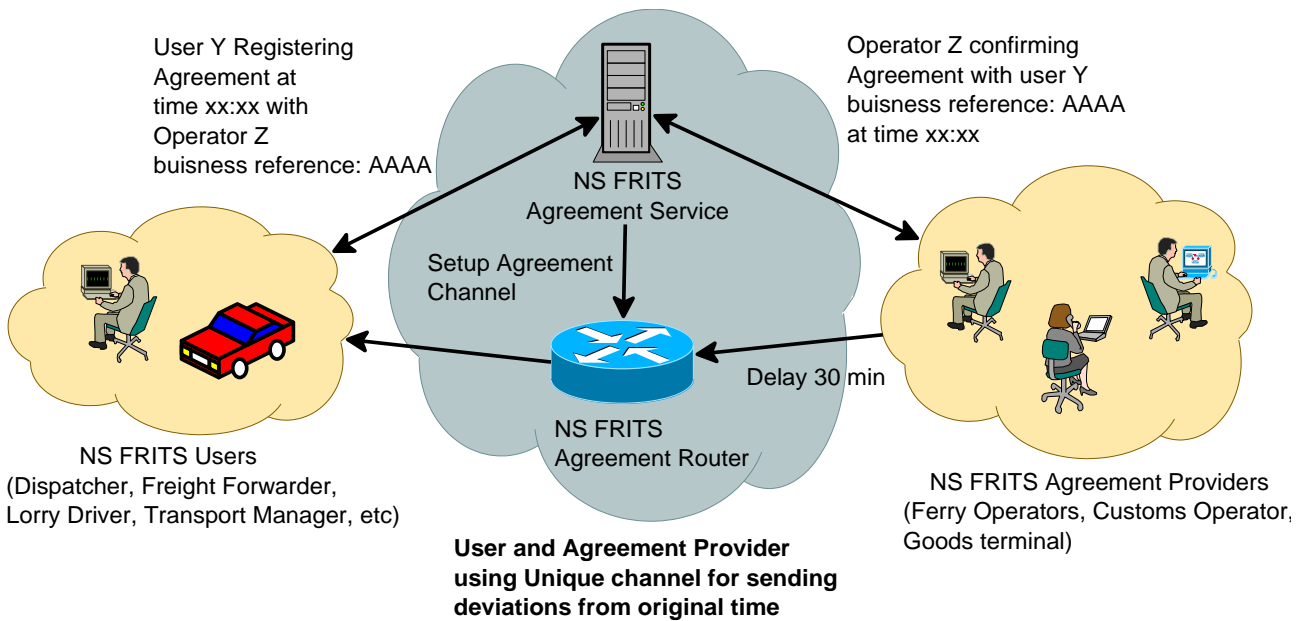 User Y Registering
Agreement at
time xx:xx with
Operator Z
buisness reference: AAAA
Operator Z confirming
Agreement with user Y
buisness reference: AAAA
at time xx:xx
NS FRITS
Agreement Service
Setup Agreement
Channel
Delay 30 min
NS FRITS
Agreement Router
NS FRITS Users
(Dispatcher, Freight Forwarder,
Lorry Driver, Transport Manager, etc)
NS FRITS Agreement Providers
(Ferry Operators, Customs Operator,
Goods terminal)
User and Agreement Provider
using Unique channel for sending
deviations from original time